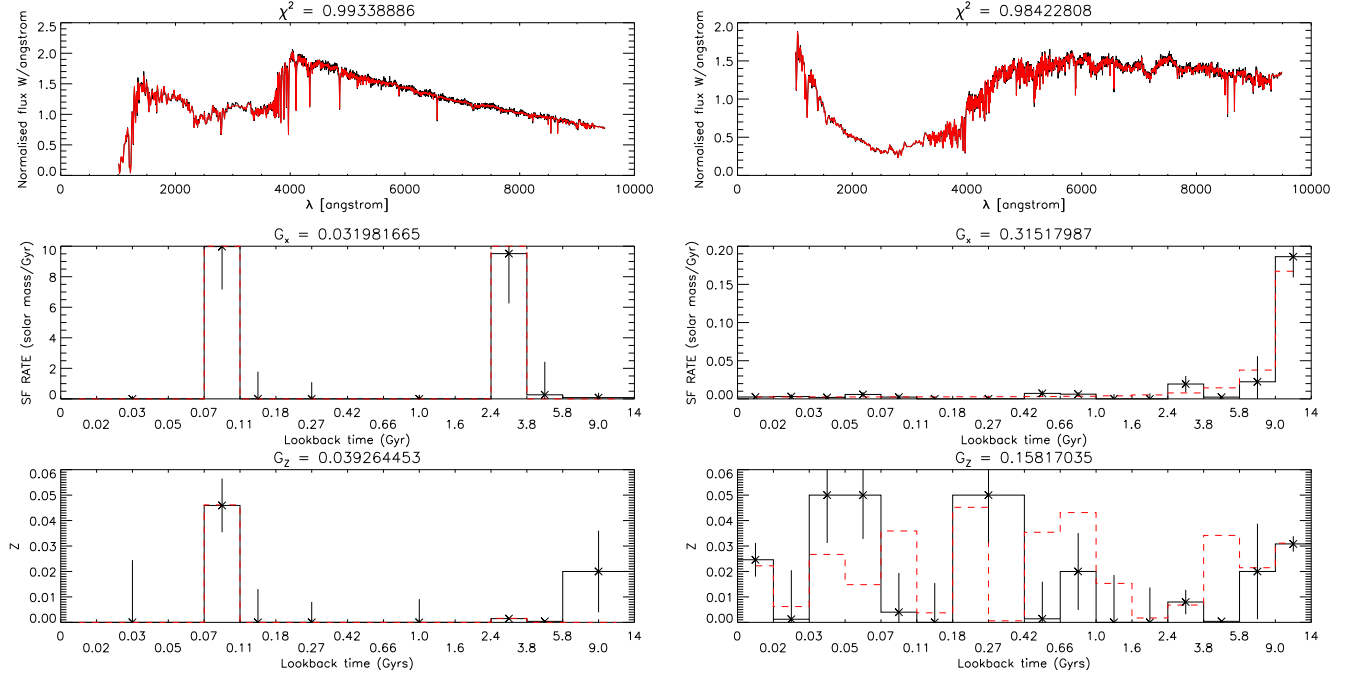 χ² = 0.99338886
Normalised flux W/angstrom
2.5
2.0
1.5
1.0
0.5
0.0
0 2000 4000 6000 8000 10000
λ [angstrom]
χ² = 0.98422808
Normalised flux W/angstrom
2.0
1.5
1.0
0.5
0.0
0 2000 4000 6000 8000 10000
λ [angstrom]
Gₓ = 0.031981665
SF RATE (solar mass/Gyr)
10
8
6
4
2
0
0 0.03 0.07 0.18 0.42 1.0 2.4 5.8 14
0.02 0.05 0.11 0.27 0.66 1.6 3.8 9.0
Lookback time (Gyr)
Gₓ = 0.31517987
SF RATE (solar mass/Gyr)
0.20
0.15
0.10
0.05
0.00
0 0.03 0.07 0.18 0.42 1.0 2.4 5.8 14
0.02 0.05 0.11 0.27 0.66 1.6 3.8 9.0
Lookback time (Gyr)
G_Z = 0.039264453
Z
0.06
0.05
0.04
0.03
0.02
0.01
0.00
0 0.03 0.07 0.18 0.42 1.0 2.4 5.8 14
0.02 0.05 0.11 0.27 0.66 1.6 3.8 9.0
Lookback time (Gyrs)
G_Z = 0.15817035
Z
0.06
0.05
0.04
0.03
0.02
0.01
0.00
0 0.03 0.07 0.18 0.42 1.0 2.4 5.8 14
0.02 0.05 0.11 0.27 0.66 1.6 3.8 9.0
Lookback time (Gyrs)